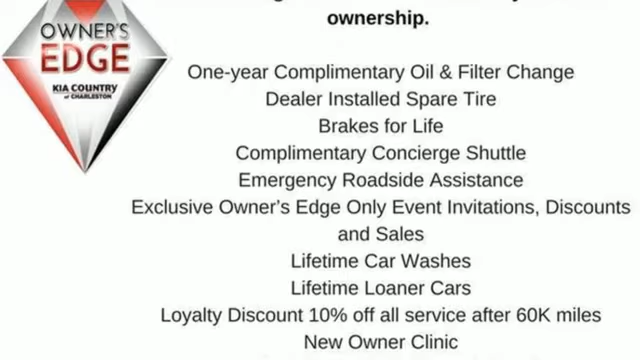 ownership.
OWNER'S
EDGE
KIA COUNTRY
of CHARLESTON
One-year Complimentary Oil & Filter Change
Dealer Installed Spare Tire
Brakes for Life
Complimentary Concierge Shuttle
Emergency Roadside Assistance
Exclusive Owner's Edge Only Event Invitations, Discounts
and Sales
Lifetime Car Washes
Lifetime Loaner Cars
Loyalty Discount 10% off all service after 60K miles
New Owner Clinic